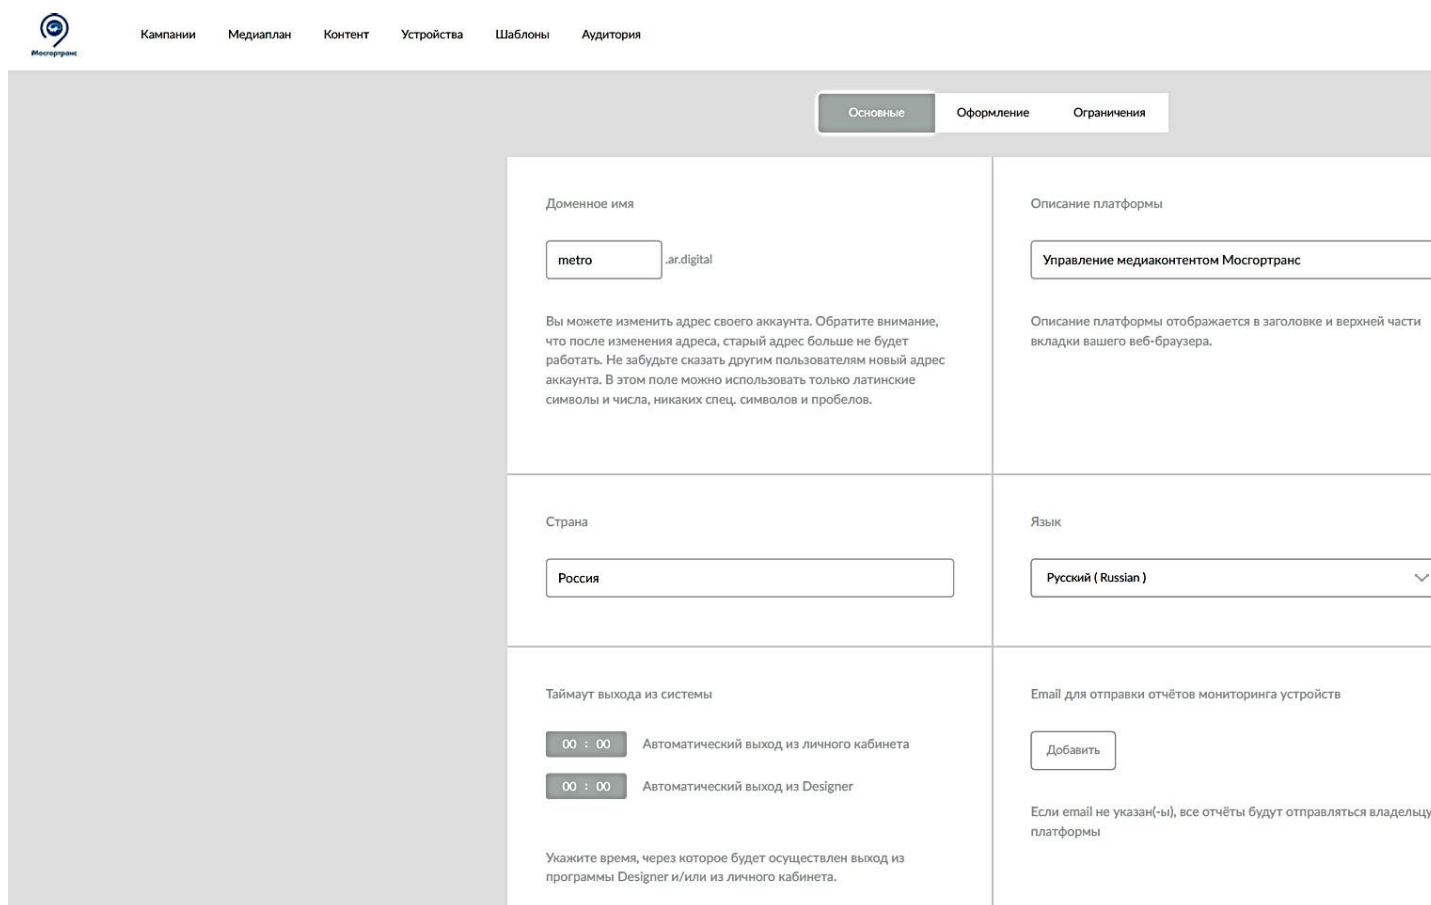 Мосгортранс
Кампании Медиаплан Контент Устройства Шаблоны Аудитория
Основные Оформление Ограничения
Доменное имя
metro .ar.digital
Вы можете изменить адрес своего аккаунта. Обратите внимание,
что после изменения адреса, старый адрес больше не будет
работать. Не забудьте сказать другим пользователям новый адрес
аккаунта. В этом поле можно использовать только латинские
символы и числа, никаких спец. символов и пробелов.
Описание платформы
Управление медиаконтентом Мосгортранс
Описание платформы отображается в заголовке и верхней части
вкладки вашего веб-браузера.
Страна
Россия
Язык
Русский ( Russian )
Таймаут выхода из системы
00 : 00 Автоматический выход из личного кабинета
00 : 00 Автоматический выход из Designer
Укажите время, через которое будет осуществлен выход из
программы Designer и/или из личного кабинета.
Email для отправки отчётов мониторинга устройств
Добавить
Если email не указан(-ы), все отчёты будут отправляться владельцу
платформы